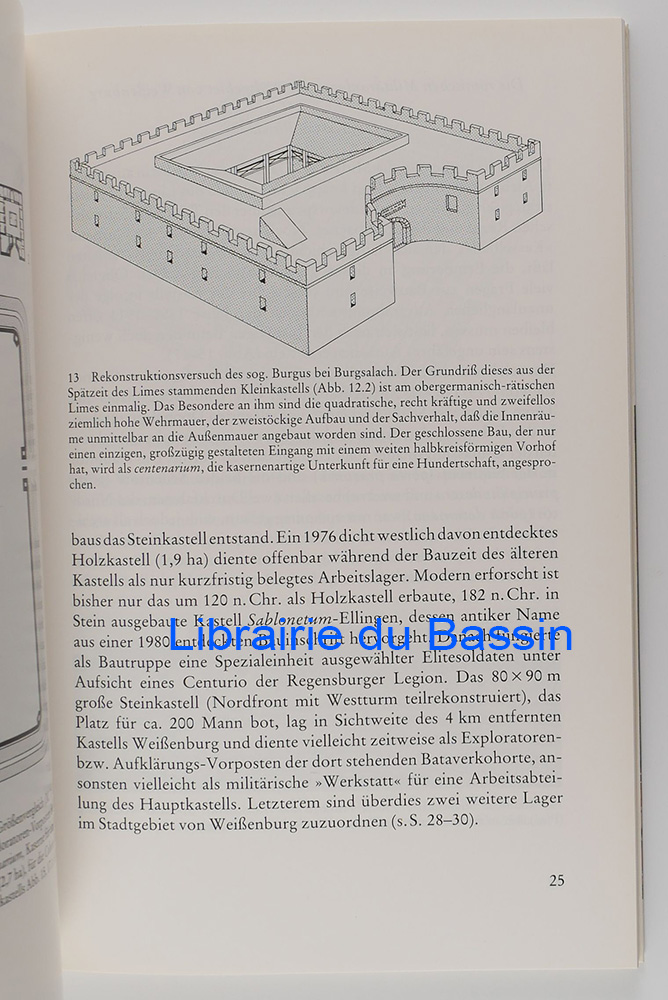 13 Rekonstruktionsversuch des sog. Burgus bei Burgsalach. Der Grundriß dieses aus der
Spätzeit des Limes stammenden Kleinkastells (Abb. 12.2) ist am obergermanisch-rätischen
Limes einmalig. Das Besondere an ihm sind die quadratische, recht kräftige und zweifellos
ziemlich hohe Wehrmauer, der zweistöckige Aufbau und der Sachverhalt, daß die Innenräu-
me unmittelbar an die Außenmauer angebaut worden sind. Der geschlossene Bau, der nur
einen einzigen, großzügig gestalteten Eingang mit einem weiten halbkreisförmigen Vorhof
hat, wird als centenarium, die kasernenartige Unterkunft für eine Hundertschaft, angespro-
chen.
baus das Steinkastell entstand. Ein 1976 dicht westlich davon entdecktes
Holzkastell (1,9 ha) diente offenbar während der Bauzeit des älteren
Kastells als nur kurzfristig belegtes Arbeitslager. Modern erforscht ist
bisher nur das um 120 n. Chr. als Holzkastell erbaute, 182 n. Chr. in
Stein ausgebaute Kastell Sablonetum-Ellingen, dessen antiker Name
aus einer 1980 entdeckten Bauinschrift hervorgeht. Danach fungierte
als Bautruppe eine Spezialeinheit ausgewählter Elitesoldaten unter
Aufsicht eines Centurio der Regensburger Legion. Das 80 × 90 m
große Steinkastell (Nordfront mit Westturm teilrekonstruiert), das
Platz für ca. 200 Mann bot, lag in Sichtweite des 4 km entfernten
Kastells Weißenburg und diente vielleicht zeitweise als Exploratoren-
bzw. Aufklärungs-Vorposten der dort stehenden Bataverkohorte, an-
sonsten vielleicht als militärische »Werkstatt« für eine Arbeitsabtei-
lung des Hauptkastells. Letzterem sind überdies zwei weitere Lager
im Stadtgebiet von Weißenburg zuzuordnen (s. S. 28–30).
25
Librairie du Bassin